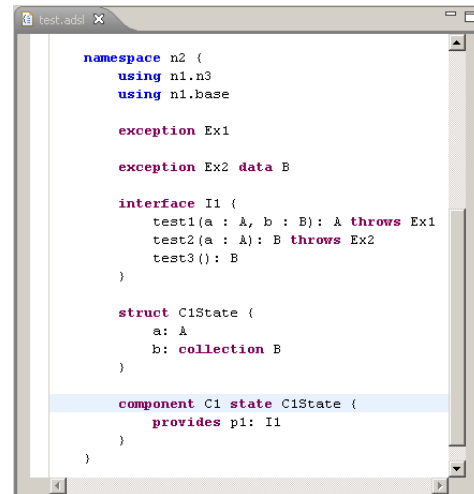 test.adsl
namespace n2 {
using n1.n3
using n1.base
exception Ex1
exception Ex2 data B
interface I1 {
test1(a : A, b : B): A throws Ex1
test2(a : A): B throws Ex2
test3(): B
}
struct C1State {
a: A
b: collection B
}
component C1 state C1State {
provides p1: I1
}
}